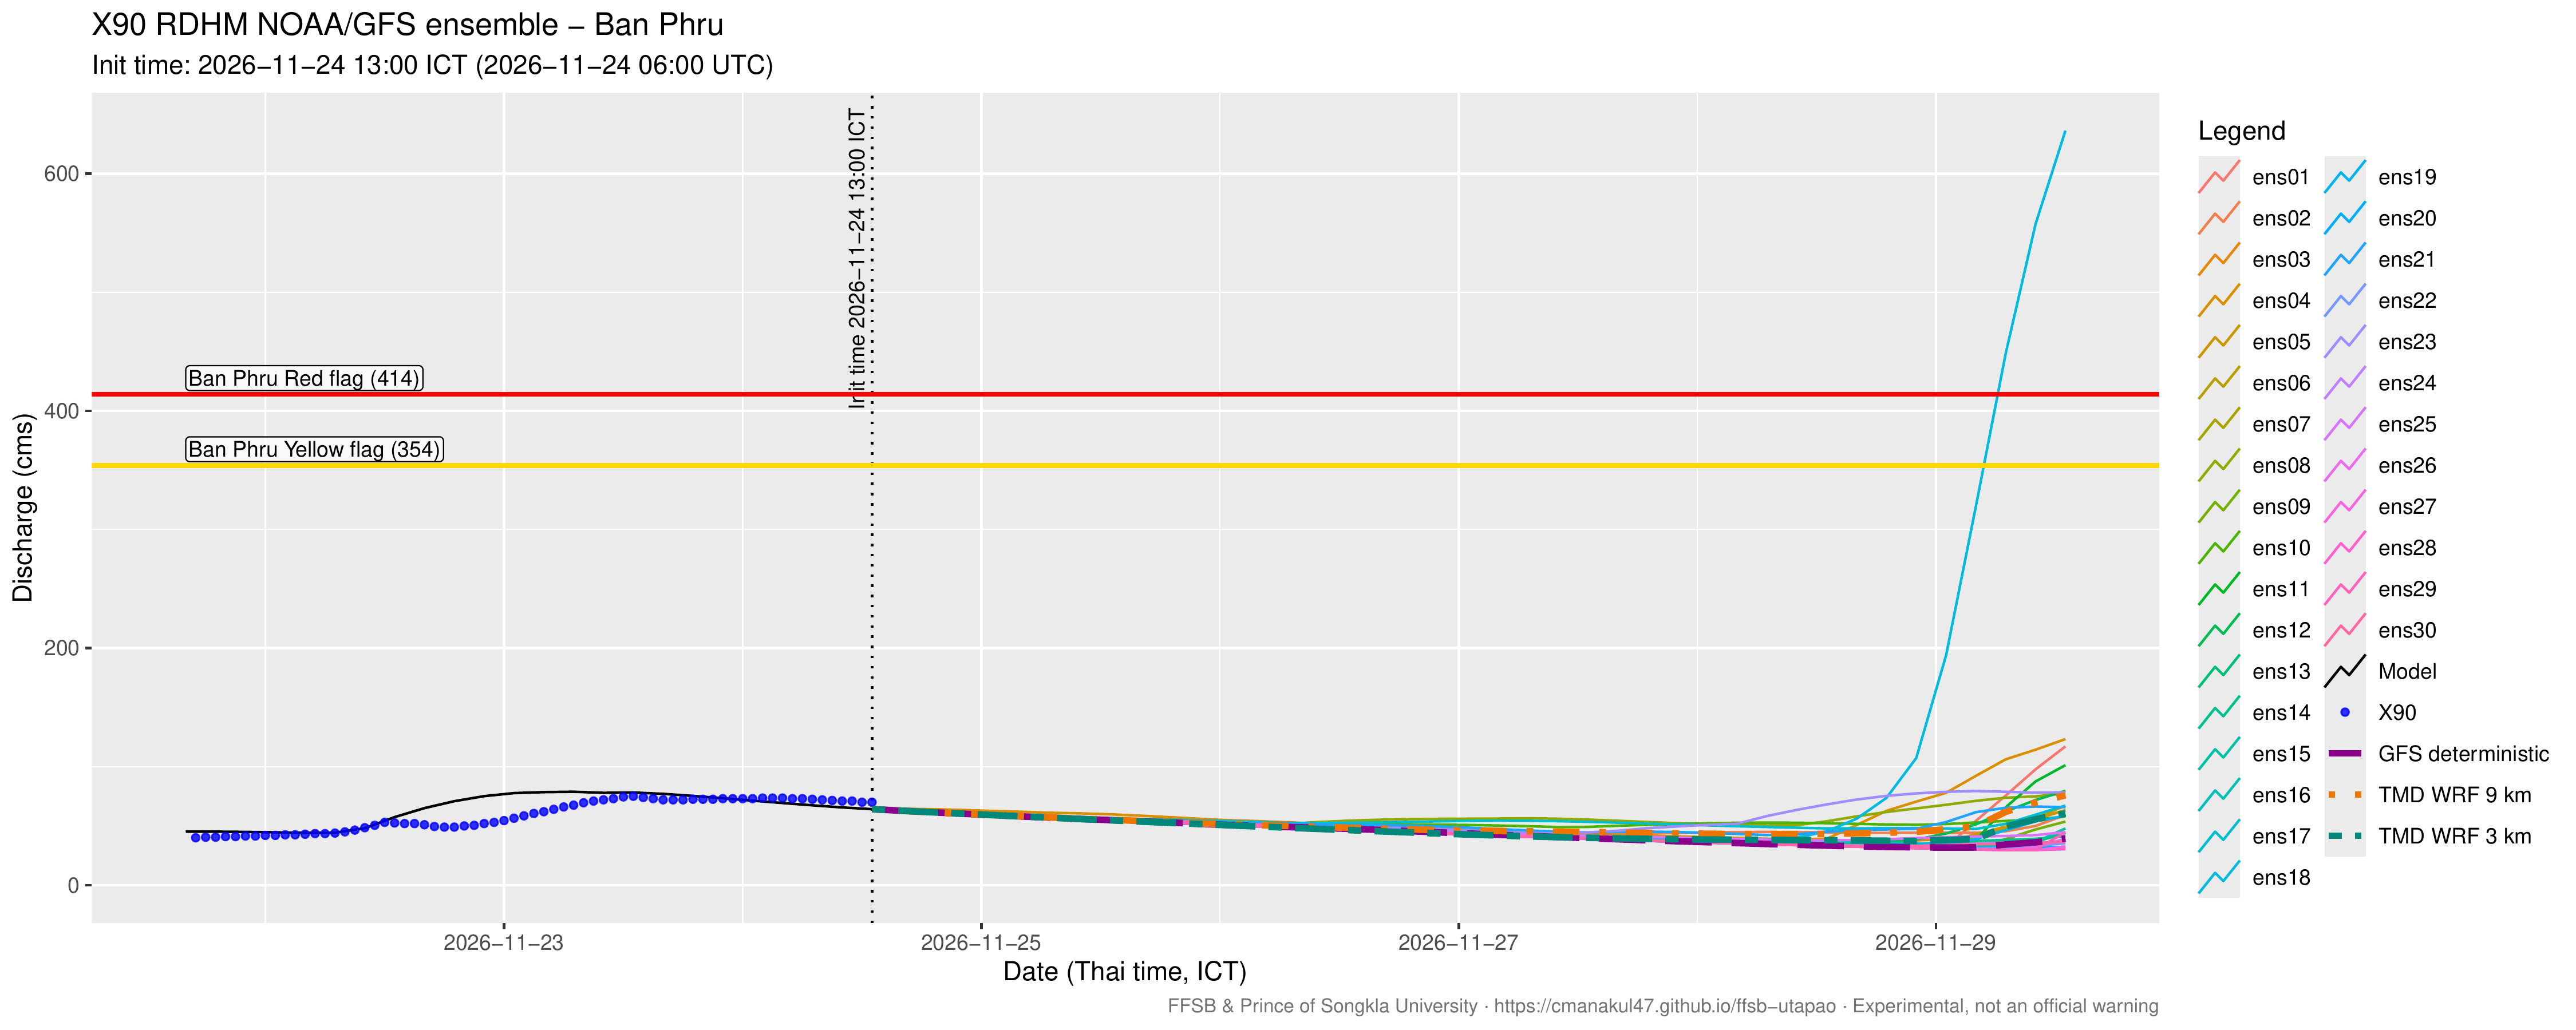 X90 RDHM NOAA/GFS ensemble – Ban Phru
Init time: 2026–11–24 13:00 ICT (2026–11–24 06:00 UTC)
Discharge (cms)
600
400
200
0
Init time 2026–11–24 13:00 ICT
Ban Phru Red flag (414)
Ban Phru Yellow flag (354)
2026–11–23
2026–11–25
2026–11–27
2026–11–29
Date (Thai time, ICT)
Legend
ens01
ens02
ens03
ens04
ens05
ens06
ens07
ens08
ens09
ens10
ens11
ens12
ens13
ens14
ens15
ens16
ens17
ens18
ens19
ens20
ens21
ens22
ens23
ens24
ens25
ens26
ens27
ens28
ens29
ens30
Model
X90
GFS deterministic
TMD WRF 9 km
TMD WRF 3 km
FFSB & Prince of Songkla University · https://cmanakul47.github.io/ffsb–utapao · Experimental, not an official warning